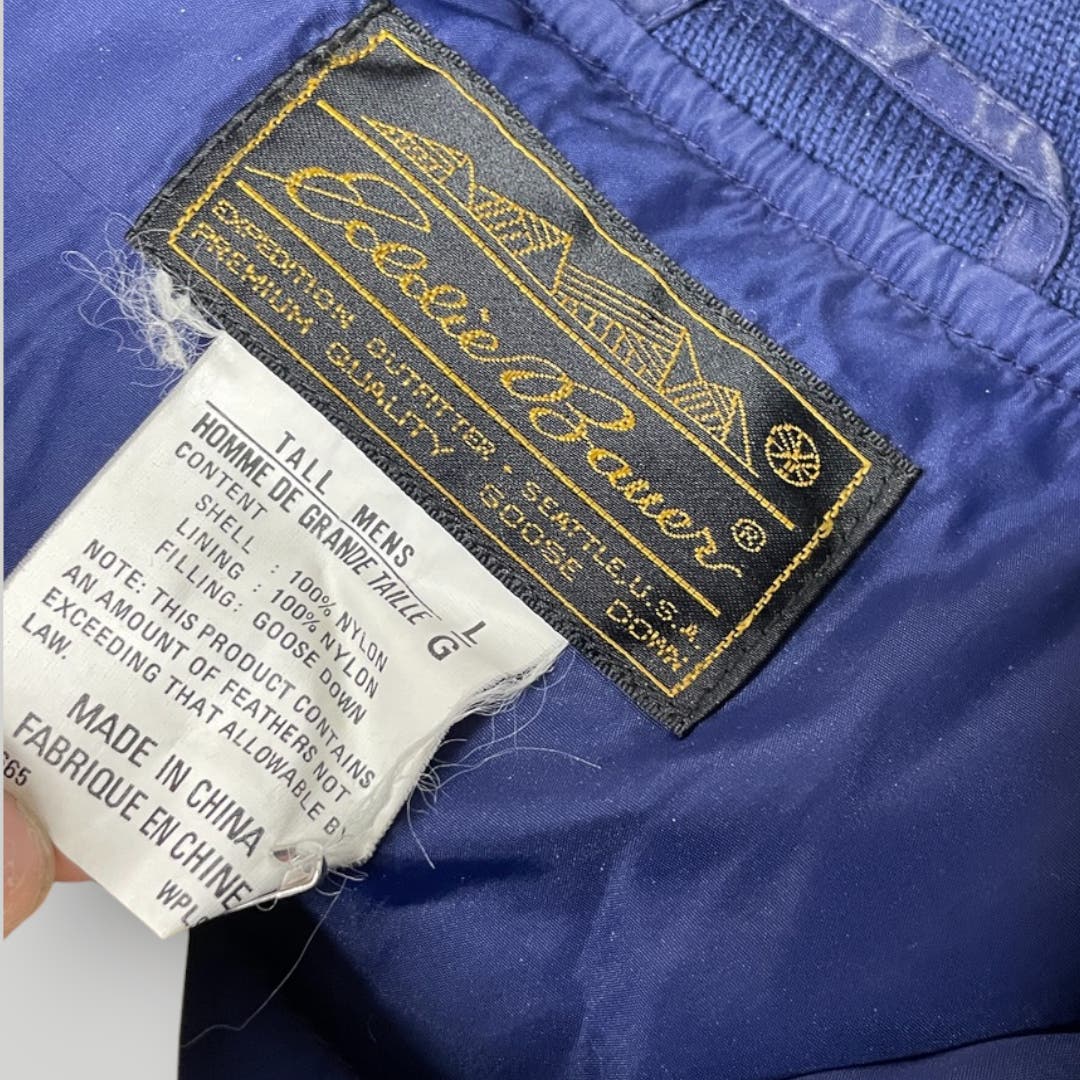 Eddie Bauer®
EXPEDITION OUTFITTER • SEATTLE, U.S.A.
PREMIUM QUALITY GOOSE DOWN
TALL MENS L
HOMME DE GRANDE TAILLE G
CONTENT
SHELL : 100% NYLON
LINING : 100% NYLON
FILLING: GOOSE DOWN
NOTE: THIS PRODUCT CONTAINS
AN AMOUNT OF FEATHERS NOT
EXCEEDING THAT ALLOWABLE BY
LAW.
MADE IN CHINA
FABRIQUE EN CHINE